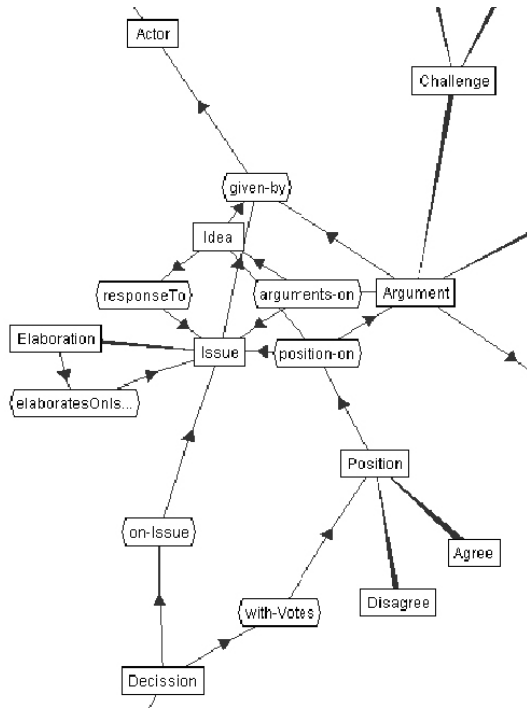 Actor
Challenge
given-by
Idea
responseTo
arguments-on
Argument
Elaboration
Issue
position-on
elaboratesOnIs...
Position
on-Issue
Agree
Disagree
with-Votes
Decission